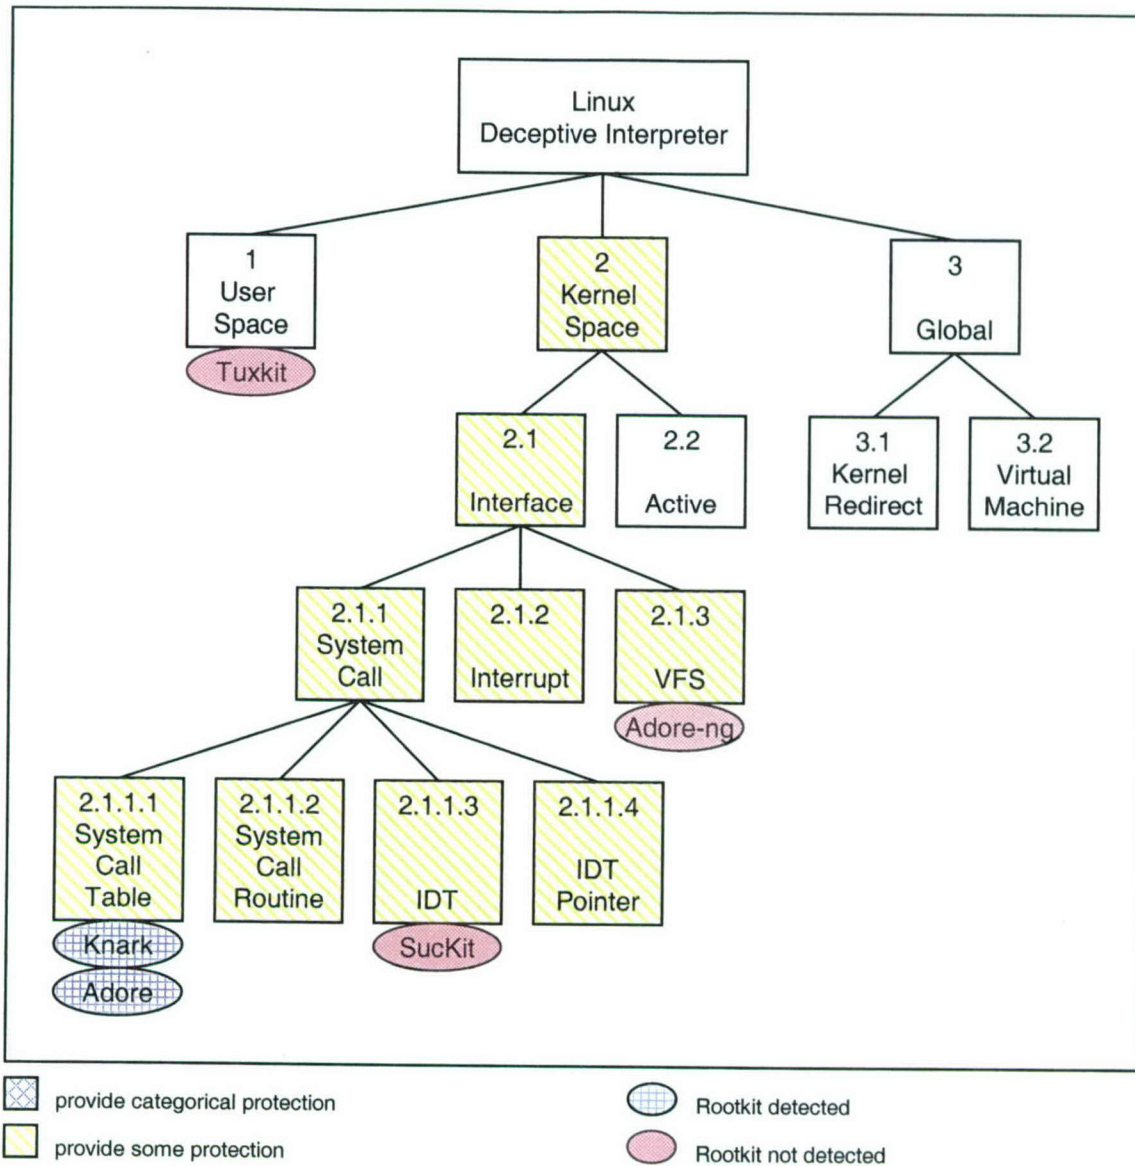 Linux
Deceptive Interpreter
1
User
Space
Tuxkit
2
Kernel
Space
3
Global
2.1
Interface
2.2
Active
3.1
Kernel
Redirect
3.2
Virtual
Machine
2.1.1
System
Call
2.1.2
Interrupt
2.1.3
VFS
Adore-ng
2.1.1.1
System
Call
Table
Knark
Adore
2.1.1.2
System
Call
Routine
2.1.1.3
IDT
SucKit
2.1.1.4
IDT
Pointer
provide categorical protection
provide some protection
Rootkit detected
Rootkit not detected